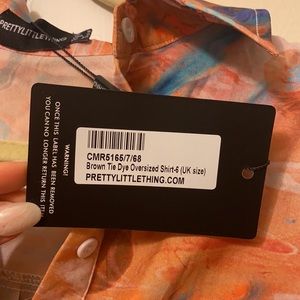 PRETTYLITTLETHING
WARNING!
ONCE THIS LABEL HAS BEEN REMOVED
YOU CAN NO LONGER RETURN THIS IT
CMR5165/7/68
Brown Tie Dye Oversized Shirt-6 (UK size)
PRETTYLITTLETHING.COM